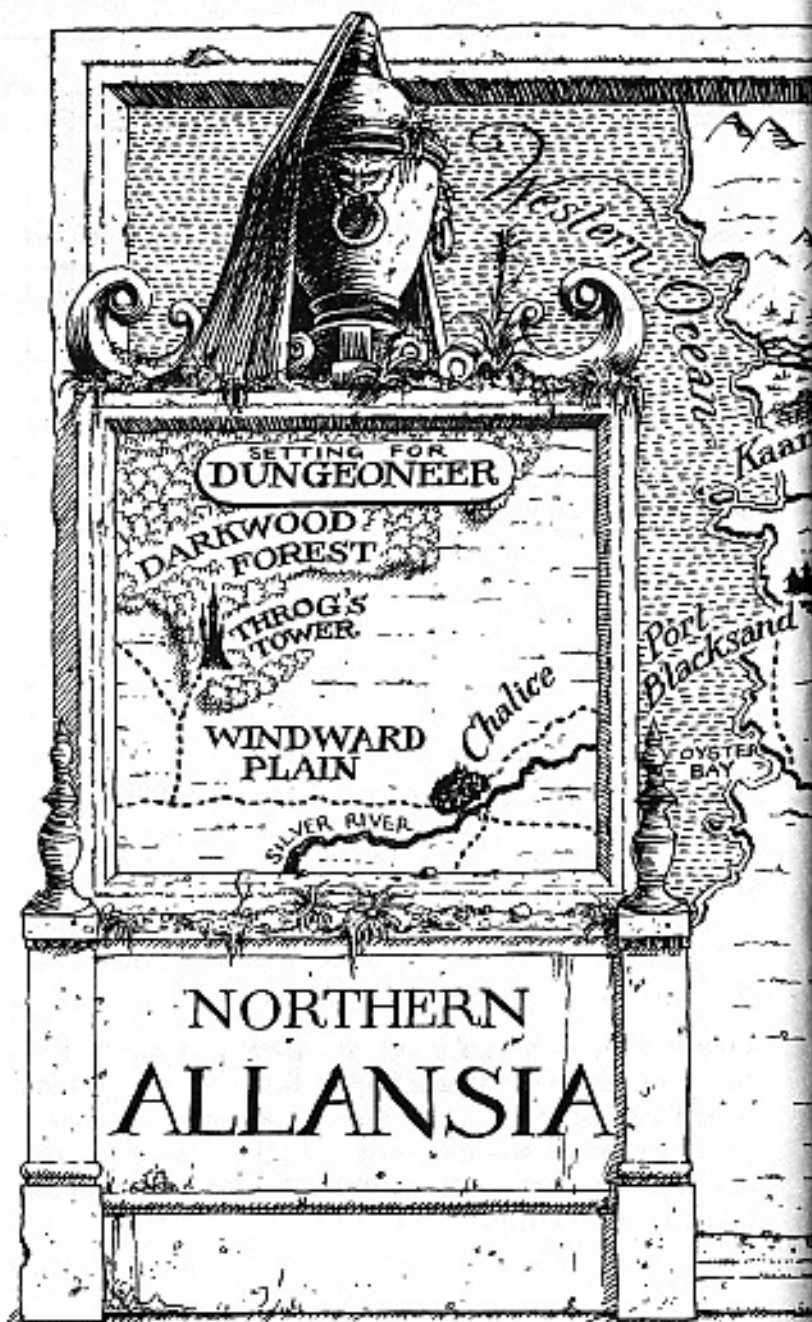 Western Ocean
SETTING FOR
DUNGEONEER
DARKWOOD
FOREST
THROG'S
TOWER
WINDWARD
PLAIN
Chalice
SILVER RIVER
Kaar
Port
Blacksand
OYSTER
BAY
NORTHERN
ALLANSIA